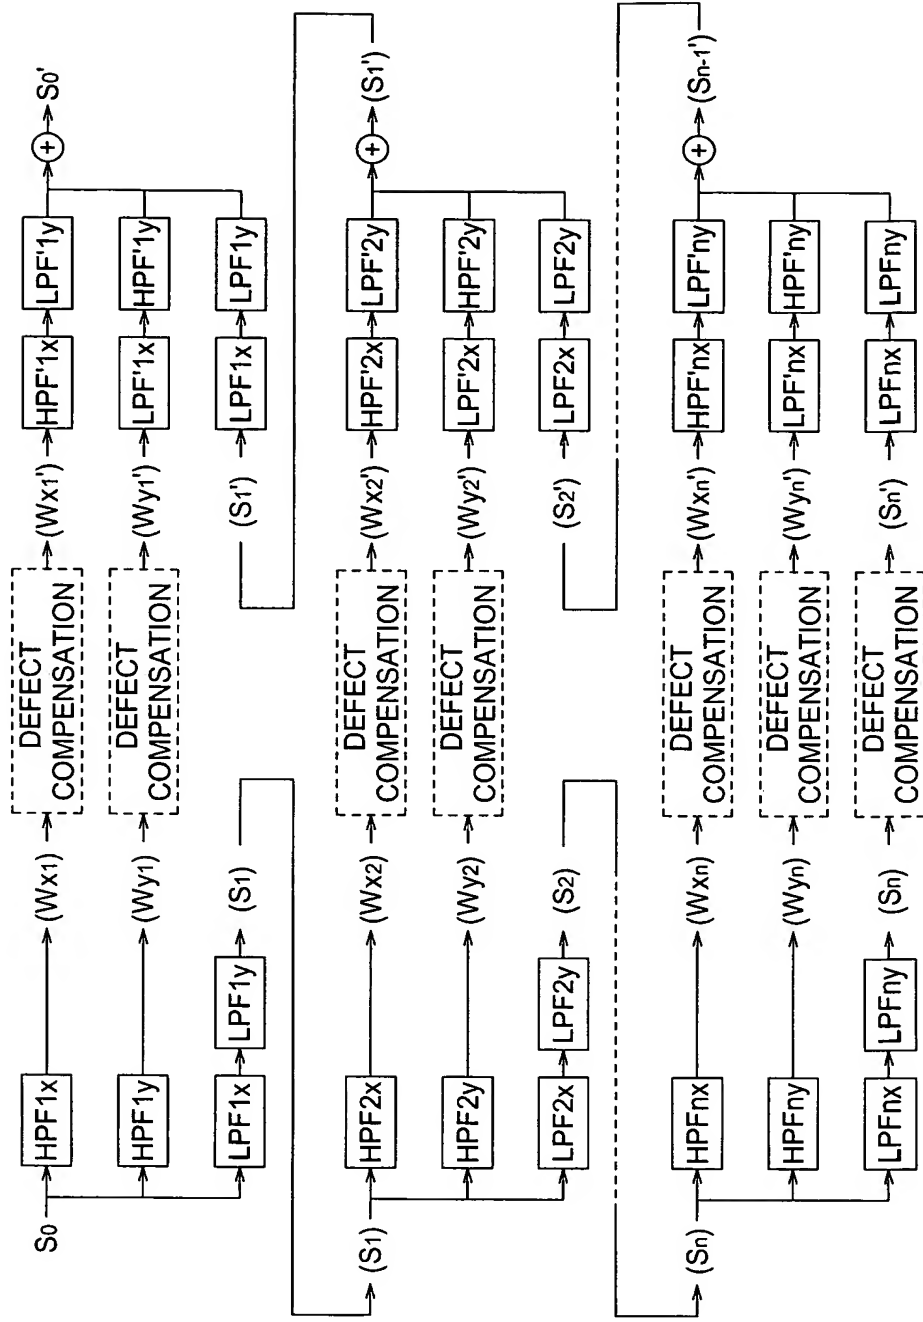 S0 HPF1x (Wx1) DEFECT COMPENSATION (Wx1') HPF'1x LPF'1y + S0'
HPF1y (Wy1) DEFECT COMPENSATION (Wy1') LPF'1x HPF'1y
LPF1x LPF1y (S1) (S1') LPF1x LPF1y
(S1) HPF2x (Wx2) DEFECT COMPENSATION (Wx2') HPF'2x LPF'2y + (S1')
HPF2y (Wy2) DEFECT COMPENSATION (Wy2') LPF'2x HPF'2y
LPF2x LPF2y (S2) (S2') LPF2x LPF2y
(Sn) HPFnx (Wxn) DEFECT COMPENSATION (Wxn') HPF'nx LPF'ny + (Sn-1')
HPFny (Wyn) DEFECT COMPENSATION (Wyn') LPF'nx HPF'ny
LPFnx LPFny (Sn) DEFECT COMPENSATION (Sn') LPFnx LPFny